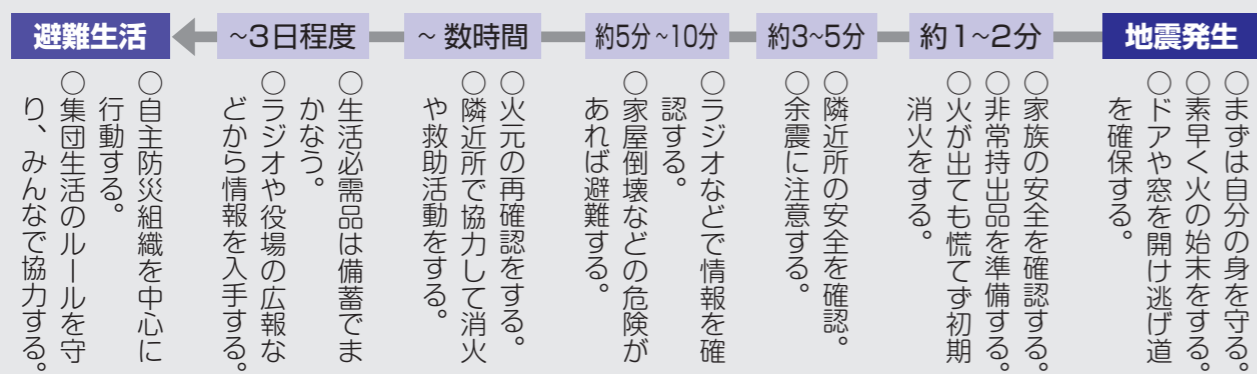 地震発生
○まずは自分の身を守る。
○素早く火の始末をする。
○ドアや窓を開け逃げ道
を確保する。
約1~2分
○家族の安全を確認する。
○非常持出品を準備する。
○火が出ても慌てず初期
消火をする。
約3~5分
○隣近所の安全を確認。
○余震に注意する。
約5分~10分
○ラジオなどで情報を確
認する。
○家屋倒壊などの危険が
あれば避難する。
~数時間
○火元の再確認をする。
○隣近所で協力して消火
や救助活動をする。
~3日程度
○生活必需品は備蓄でま
かなう。
○ラジオや役場の広報な
どから情報を入手する。
避難生活
○自主防災組織を中心に
行動する。
○集団生活のルールを守
り、みんなで協力する。